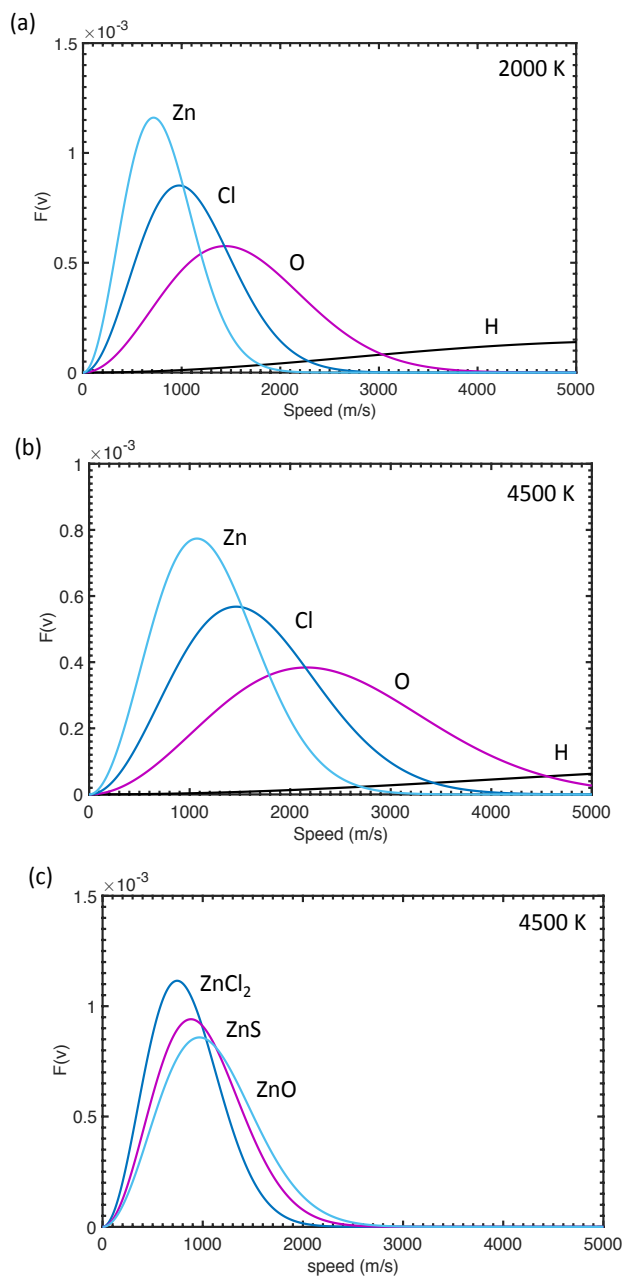 (a)
×10⁻³
1.5
2000 K
Zn
1
Cl
F(v)
0.5
O
H
0
0 1000 2000 3000 4000 5000
Speed (m/s)
(b)
×10⁻³
1
4500 K
0.8
Zn
0.6
Cl
F(v)
0.4
O
0.2
H
0
0 1000 2000 3000 4000 5000
Speed (m/s)
(c)
×10⁻³
1.5
4500 K
ZnCl₂
1
ZnS
F(v)
ZnO
0.5
0
0 1000 2000 3000 4000 5000
speed (m/s)